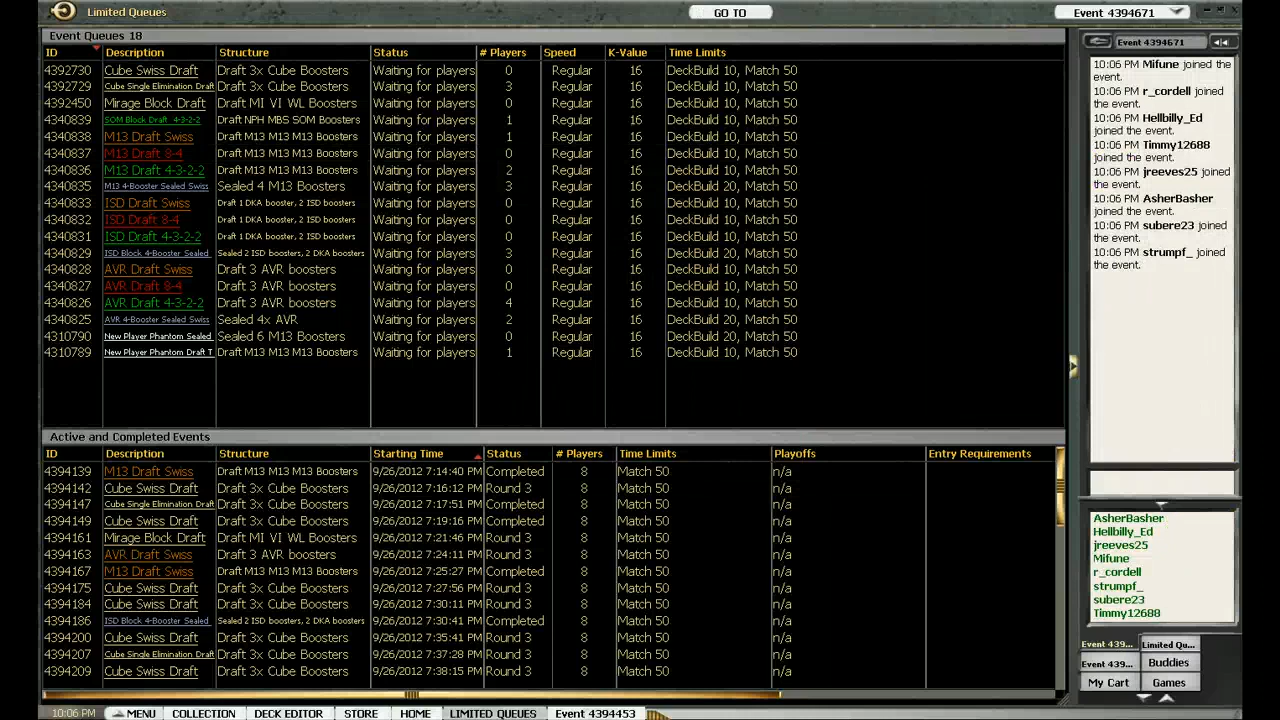 Limited Queues GO TO Event 4394671
Event Queues 18
ID Description Structure Status # Players Speed K-Value Time Limits
4392730 Cube Swiss Draft Draft 3x Cube Boosters Waiting for players 0 Regular 16 DeckBuild 10, Match 50
4392729 Cube Single Elimination Draft Draft 3x Cube Boosters Waiting for players 3 Regular 16 DeckBuild 10, Match 50
4392450 Mirage Block Draft Draft MI VI WL Boosters Waiting for players 0 Regular 16 DeckBuild 10, Match 50
4340839 SOM Block Draft 4-3-2-2 Draft NPH MBS SOM Boosters Waiting for players 1 Regular 16 DeckBuild 10, Match 50
4340838 M13 Draft Swiss Draft M13 M13 M13 Boosters Waiting for players 1 Regular 16 DeckBuild 10, Match 50
4340837 M13 Draft 8-4 Draft M13 M13 M13 Boosters Waiting for players 0 Regular 16 DeckBuild 10, Match 50
4340836 M13 Draft 4-3-2-2 Draft M13 M13 M13 Boosters Waiting for players 2 Regular 16 DeckBuild 10, Match 50
4340835 M13 4-Booster Sealed Swiss Sealed 4 M13 Boosters Waiting for players 3 Regular 16 DeckBuild 20, Match 50
4340833 ISD Draft Swiss Draft 1 DKA booster, 2 ISD boosters Waiting for players 0 Regular 16 DeckBuild 10, Match 50
4340832 ISD Draft 8-4 Draft 1 DKA booster, 2 ISD boosters Waiting for players 0 Regular 16 DeckBuild 10, Match 50
4340831 ISD Draft 4-3-2-2 Draft 1 DKA booster, 2 ISD boosters Waiting for players 0 Regular 16 DeckBuild 10, Match 50
4340829 ISD Block 4-Booster Sealed Sealed 2 ISD boosters, 2 DKA boosters Waiting for players 3 Regular 16 DeckBuild 20, Match 50
4340828 AVR Draft Swiss Draft 3 AVR boosters Waiting for players 0 Regular 16 DeckBuild 10, Match 50
4340827 AVR Draft 8-4 Draft 3 AVR boosters Waiting for players 0 Regular 16 DeckBuild 10, Match 50
4340826 AVR Draft 4-3-2-2 Draft 3 AVR boosters Waiting for players 4 Regular 16 DeckBuild 10, Match 50
4340825 AVR 4-Booster Sealed Swiss Sealed 4x AVR Waiting for players 2 Regular 16 DeckBuild 20, Match 50
4310790 New Player Phantom Sealed Sealed 6 M13 Boosters Waiting for players 0 Regular 16 DeckBuild 20, Match 50
4310789 New Player Phantom Draft T Draft M13 M13 M13 Boosters Waiting for players 1 Regular 16 DeckBuild 10, Match 50
Active and Completed Events
ID Description Structure Starting Time Status # Players Time Limits Playoffs Entry Requirements
4394139 M13 Draft Swiss Draft M13 M13 M13 Boosters 9/26/2012 7:14:40 PM Completed 8 Match 50 n/a
4394142 Cube Swiss Draft Draft 3x Cube Boosters 9/26/2012 7:16:12 PM Round 3 8 Match 50 n/a
4394147 Cube Single Elimination Draft Draft 3x Cube Boosters 9/26/2012 7:17:51 PM Completed 8 Match 50 n/a
4394149 Cube Swiss Draft Draft 3x Cube Boosters 9/26/2012 7:19:16 PM Completed 8 Match 50 n/a
4394161 Mirage Block Draft Draft MI VI WL Boosters 9/26/2012 7:21:46 PM Round 3 8 Match 50 n/a
4394163 AVR Draft Swiss Draft 3 AVR boosters 9/26/2012 7:24:11 PM Completed 8 Match 50 n/a
4394167 M13 Draft Swiss Draft M13 M13 M13 Boosters 9/26/2012 7:25:27 PM Completed 8 Match 50 n/a
4394175 Cube Swiss Draft Draft 3x Cube Boosters 9/26/2012 7:27:56 PM Round 3 8 Match 50 n/a
4394184 Cube Swiss Draft Draft 3x Cube Boosters 9/26/2012 7:30:11 PM Round 3 8 Match 50 n/a
4394186 ISD Block 4-Booster Sealed Sealed 2 ISD boosters, 2 DKA boosters 9/26/2012 7:30:41 PM Completed 8 Match 50 n/a
4394200 Cube Swiss Draft Draft 3x Cube Boosters 9/26/2012 7:35:41 PM Round 3 8 Match 50 n/a
4394207 Cube Single Elimination Draft Draft 3x Cube Boosters 9/26/2012 7:37:28 PM Round 3 8 Match 50 n/a
4394209 Cube Swiss Draft Draft 3x Cube Boosters 9/26/2012 7:38:15 PM Round 3 8 Match 50 n/a
Event 4394671
10:06 PM Mifune joined the
event.
10:06 PM r_cordell joined
the event.
10:06 PM Hellbilly_Ed
joined the event.
10:06 PM Timmy12688
joined the event.
10:06 PM jreeves25 joined
the event.
10:06 PM AsherBasher
joined the event.
10:06 PM subere23 joined
the event.
10:06 PM strumpf_ joined
the event.
AsherBasher
Hellbilly_Ed
jreeves25
Mifune
r_cordell
strumpf_
subere23
Timmy12688
Event 439... Limited Qu...
Event 439... Buddies
My Cart Games
10:06 PM MENU COLLECTION DECK EDITOR STORE HOME LIMITED QUEUES Event 4394453